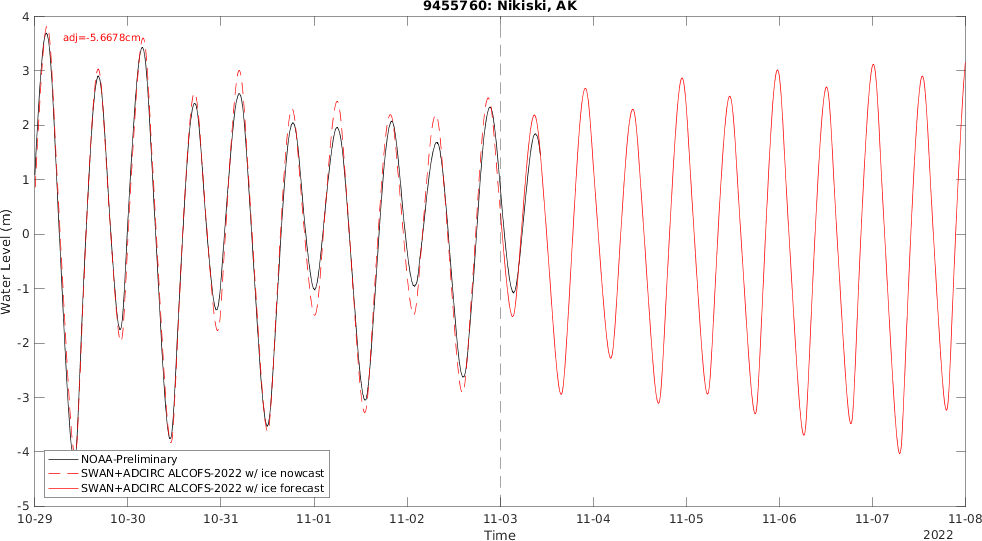 9455760: Nikiski, AK
adj=-5.6678cm
4
3
2
1
0
-1
-2
-3
-4
-5
Water Level (m)
NOAA-Preliminary
SWAN+ADCIRC ALCOFS-2022 w/ ice nowcast
SWAN+ADCIRC ALCOFS-2022 w/ ice forecast
10-29 10-30 10-31 11-01 11-02 11-03 11-04 11-05 11-06 11-07 11-08
Time
2022